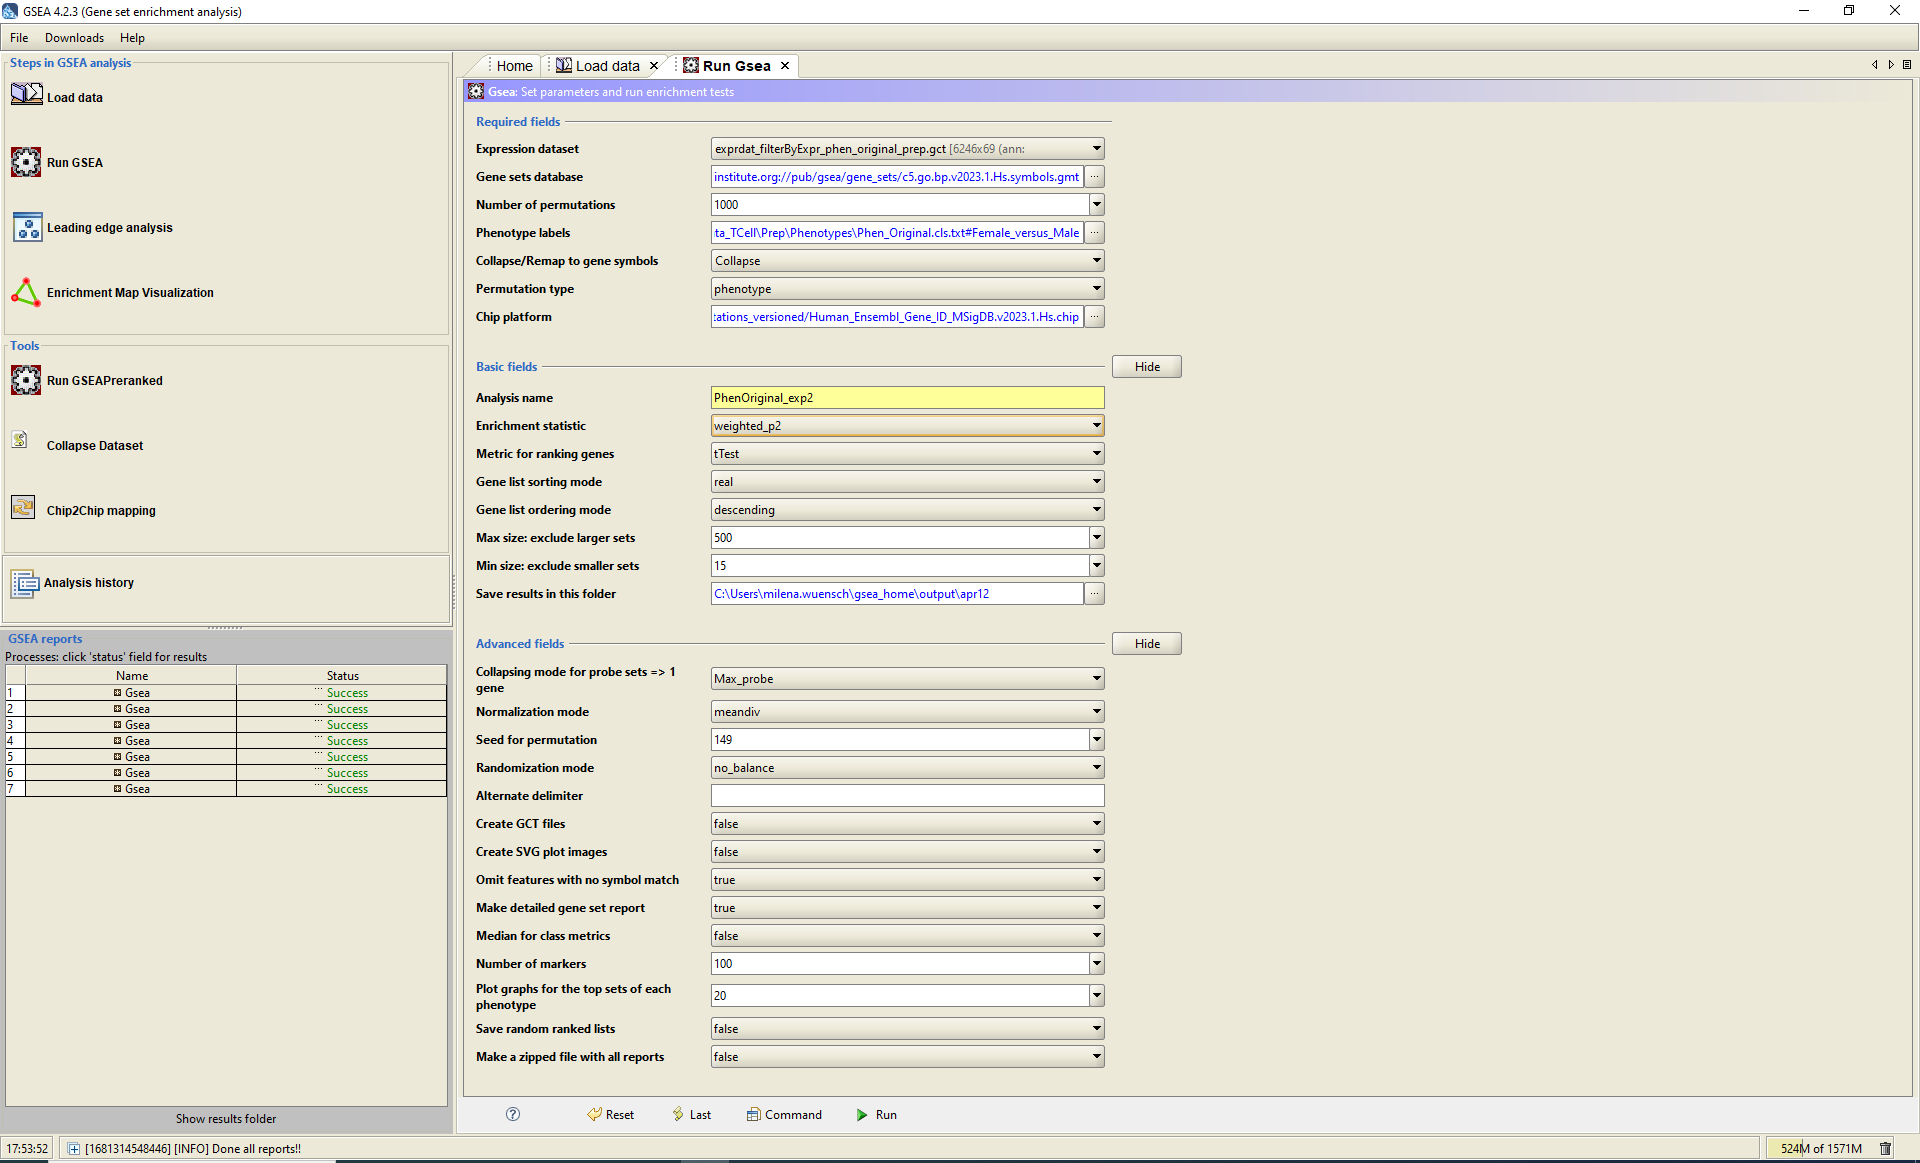 GSEA 4.2.3 (Gene set enrichment analysis)
File Downloads Help
Steps in GSEA analysis
Load data
Run GSEA
Leading edge analysis
Enrichment Map Visualization
Tools
Run GSEAPreranked
Collapse Dataset
Chip2Chip mapping
Analysis history
GSEA reports
Processes: click 'status' field for results
Name Status
1 Gsea ... Success
2 Gsea ... Success
3 Gsea ... Success
4 Gsea ... Success
5 Gsea ... Success
6 Gsea ... Success
7 Gsea ... Success
Show results folder
Home Load data Run Gsea
Gsea: Set parameters and run enrichment tests
Required fields
Expression dataset exprdat_filterByExpr_phen_original_prep.gct [6246x69 (ann:
Gene sets database institute.org://pub/gsea/gene_sets/c5.go.bp.v2023.1.Hs.symbols.gmt ...
Number of permutations 1000
Phenotype labels ta_TCell\Prep\Phenotypes\Phen_Original.cls.txt#Female_versus_Male ...
Collapse/Remap to gene symbols Collapse
Permutation type phenotype
Chip platform tations_versioned/Human_Ensembl_Gene_ID_MSigDB.v2023.1.Hs.chip ...
Basic fields Hide
Analysis name PhenOriginal_exp2
Enrichment statistic weighted_p2
Metric for ranking genes tTest
Gene list sorting mode real
Gene list ordering mode descending
Max size: exclude larger sets 500
Min size: exclude smaller sets 15
Save results in this folder C:\Users\milena.wuensch\gsea_home\output\apr12 ...
Advanced fields Hide
Collapsing mode for probe sets => 1
gene Max_probe
Normalization mode meandiv
Seed for permutation 149
Randomization mode no_balance
Alternate delimiter
Create GCT files false
Create SVG plot images false
Omit features with no symbol match true
Make detailed gene set report true
Median for class metrics false
Number of markers 100
Plot graphs for the top sets of each
phenotype 20
Save random ranked lists false
Make a zipped file with all reports false
? Reset Last Command Run
17:53:52 [1681314548446] [INFO] Done all reports!! 524M of 1571M